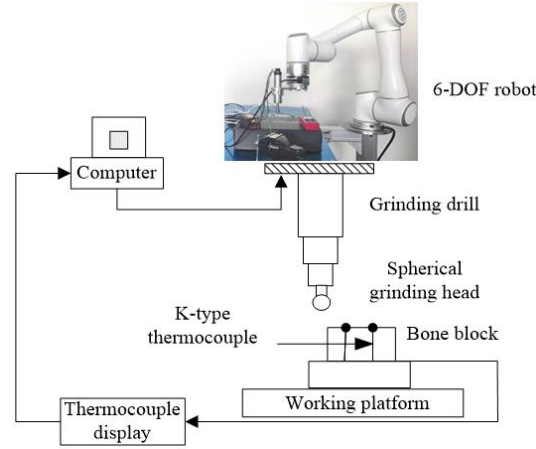 6-DOF robot
Computer
Grinding drill
Spherical
grinding head
K-type
thermocouple
Bone block
Working platform
Thermocouple
display